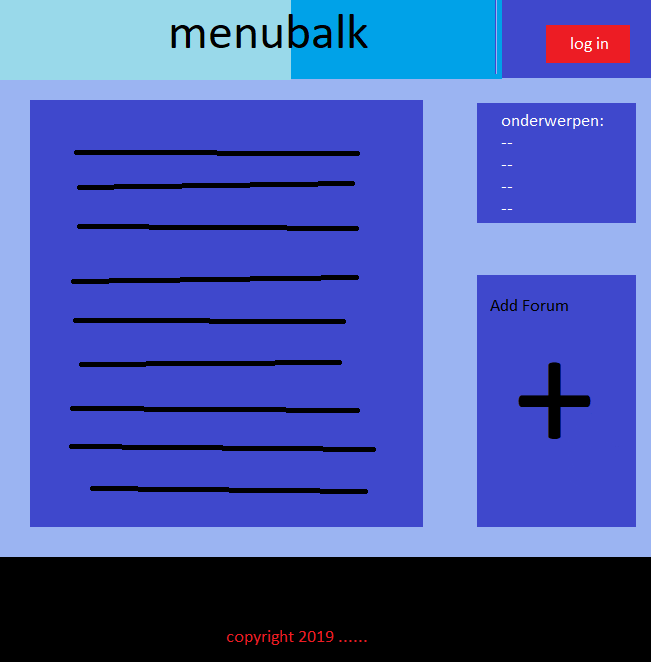 menubalk
log in
onderwerpen:
--
--
--
--
Add Forum
copyright 2019 ......